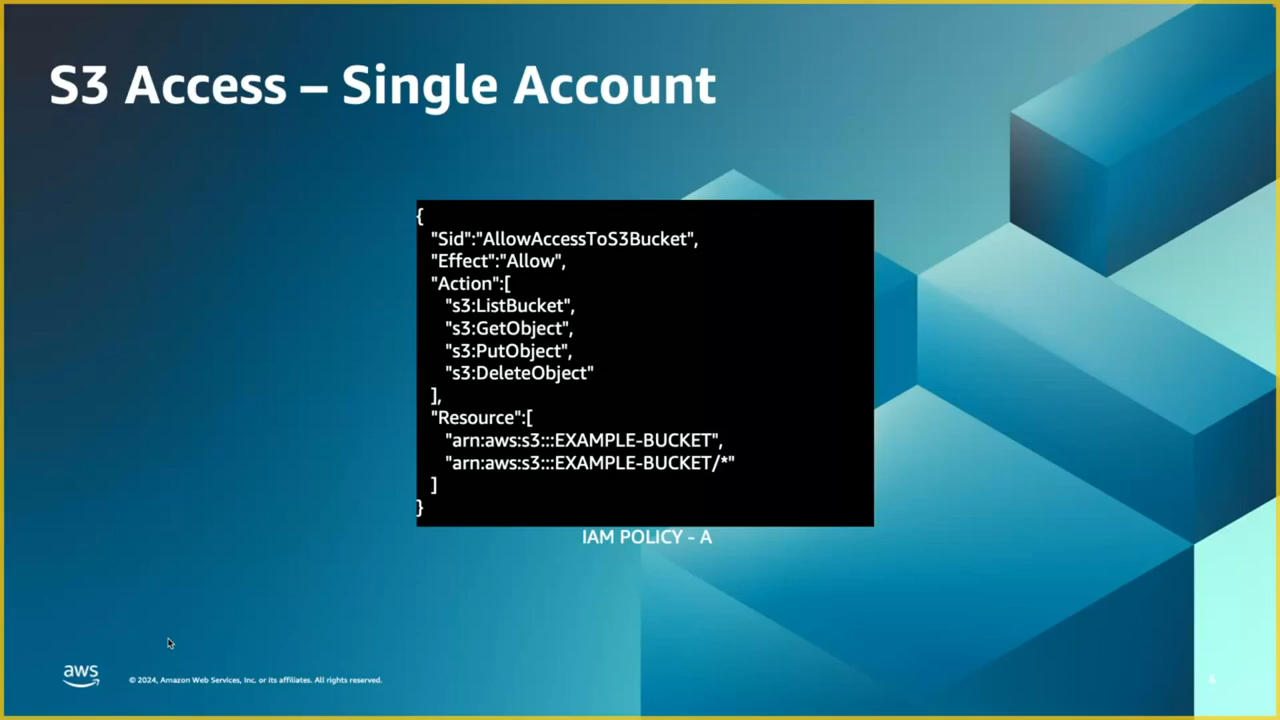 S3 Access – Single Account
{
"Sid":"AllowAccessToS3Bucket",
"Effect":"Allow",
"Action":[
"s3:ListBucket",
"s3:GetObject",
"s3:PutObject",
"s3:DeleteObject"
],
"Resource":[
"arn:aws:s3:::EXAMPLE-BUCKET",
"arn:aws:s3:::EXAMPLE-BUCKET/*"
]
}
IAM POLICY - A
aws
© 2024, Amazon Web Services, Inc. or its affiliates. All rights reserved.